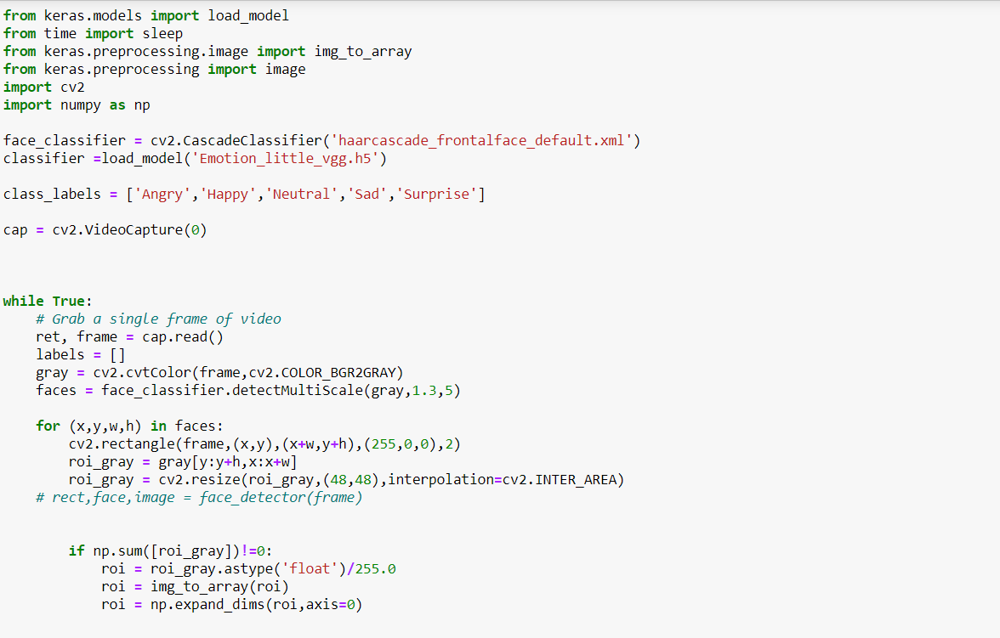 from keras.models import load_model
from time import sleep
from keras.preprocessing.image import img_to_array
from keras.preprocessing import image
import cv2
import numpy as np

face_classifier = cv2.CascadeClassifier('haarcascade_frontalface_default.xml')
classifier =load_model('Emotion_little_vgg.h5')

class_labels = ['Angry','Happy','Neutral','Sad','Surprise']

cap = cv2.VideoCapture(0)

while True:
    # Grab a single frame of video
    ret, frame = cap.read()
    labels = []
    gray = cv2.cvtColor(frame,cv2.COLOR_BGR2GRAY)
    faces = face_classifier.detectMultiScale(gray,1.3,5)

    for (x,y,w,h) in faces:
        cv2.rectangle(frame,(x,y),(x+w,y+h),(255,0,0),2)
        roi_gray = gray[y:y+h,x:x+w]
        roi_gray = cv2.resize(roi_gray,(48,48),interpolation=cv2.INTER_AREA)
    # rect,face,image = face_detector(frame)

        if np.sum([roi_gray])!=0:
            roi = roi_gray.astype('float')/255.0
            roi = img_to_array(roi)
            roi = np.expand_dims(roi,axis=0)